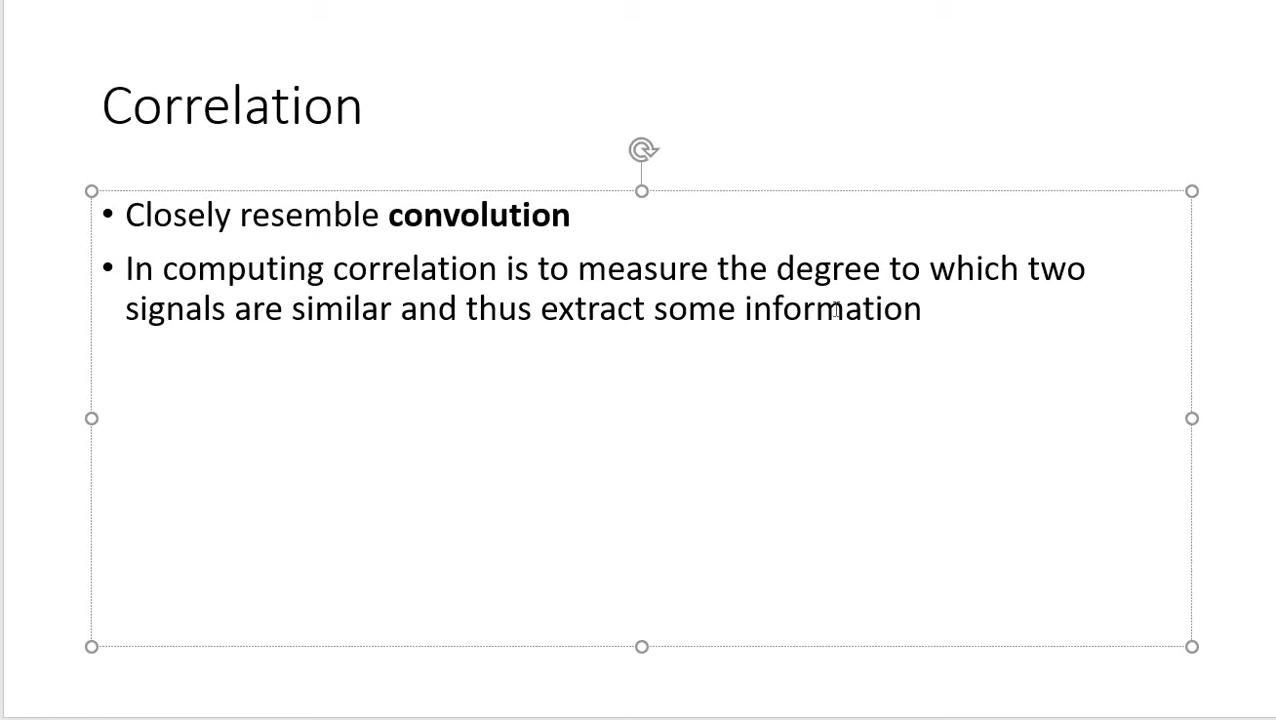 Correlation
• Closely resemble convolution
• In computing correlation is to measure the degree to which two
signals are similar and thus extract some information